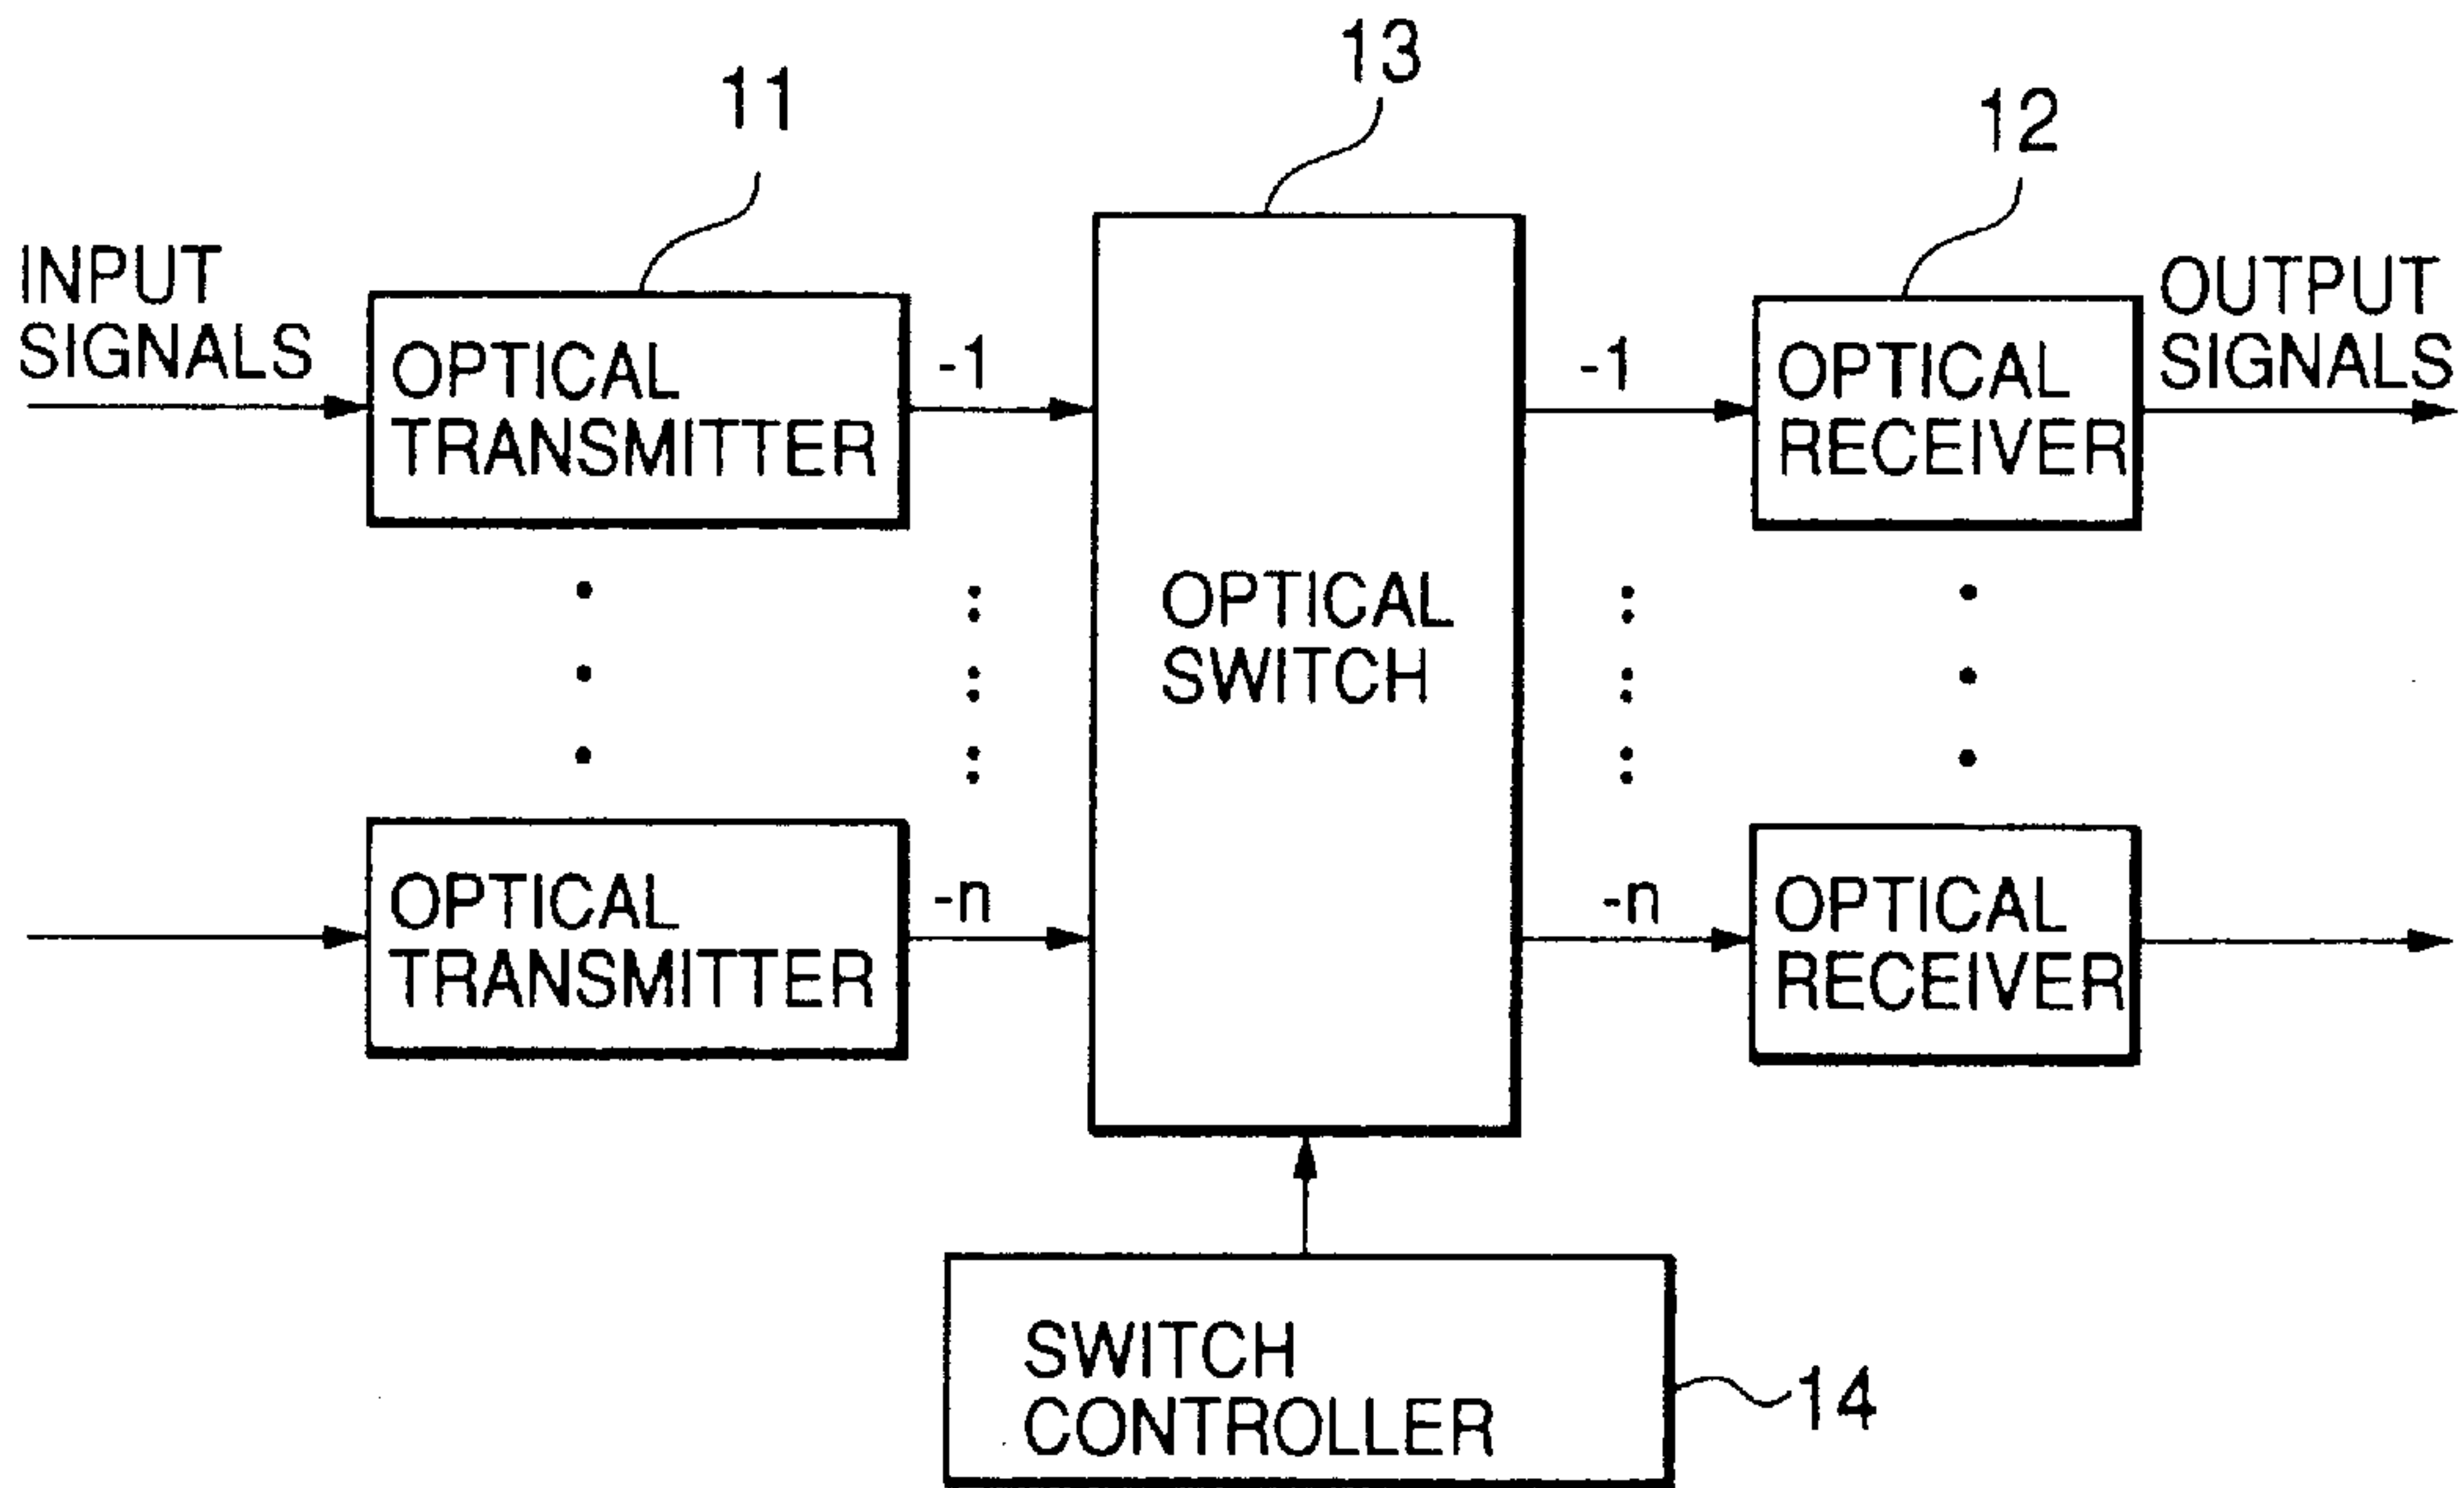 13
11
12
INPUT
SIGNALS
OUTPUT
SIGNALS
OPTICAL
TRANSMITTER
-1
-1
OPTICAL
RECEIVER
OPTICAL
SWITCH
OPTICAL
TRANSMITTER
-n
-n
OPTICAL
RECEIVER
SWITCH
CONTROLLER
14